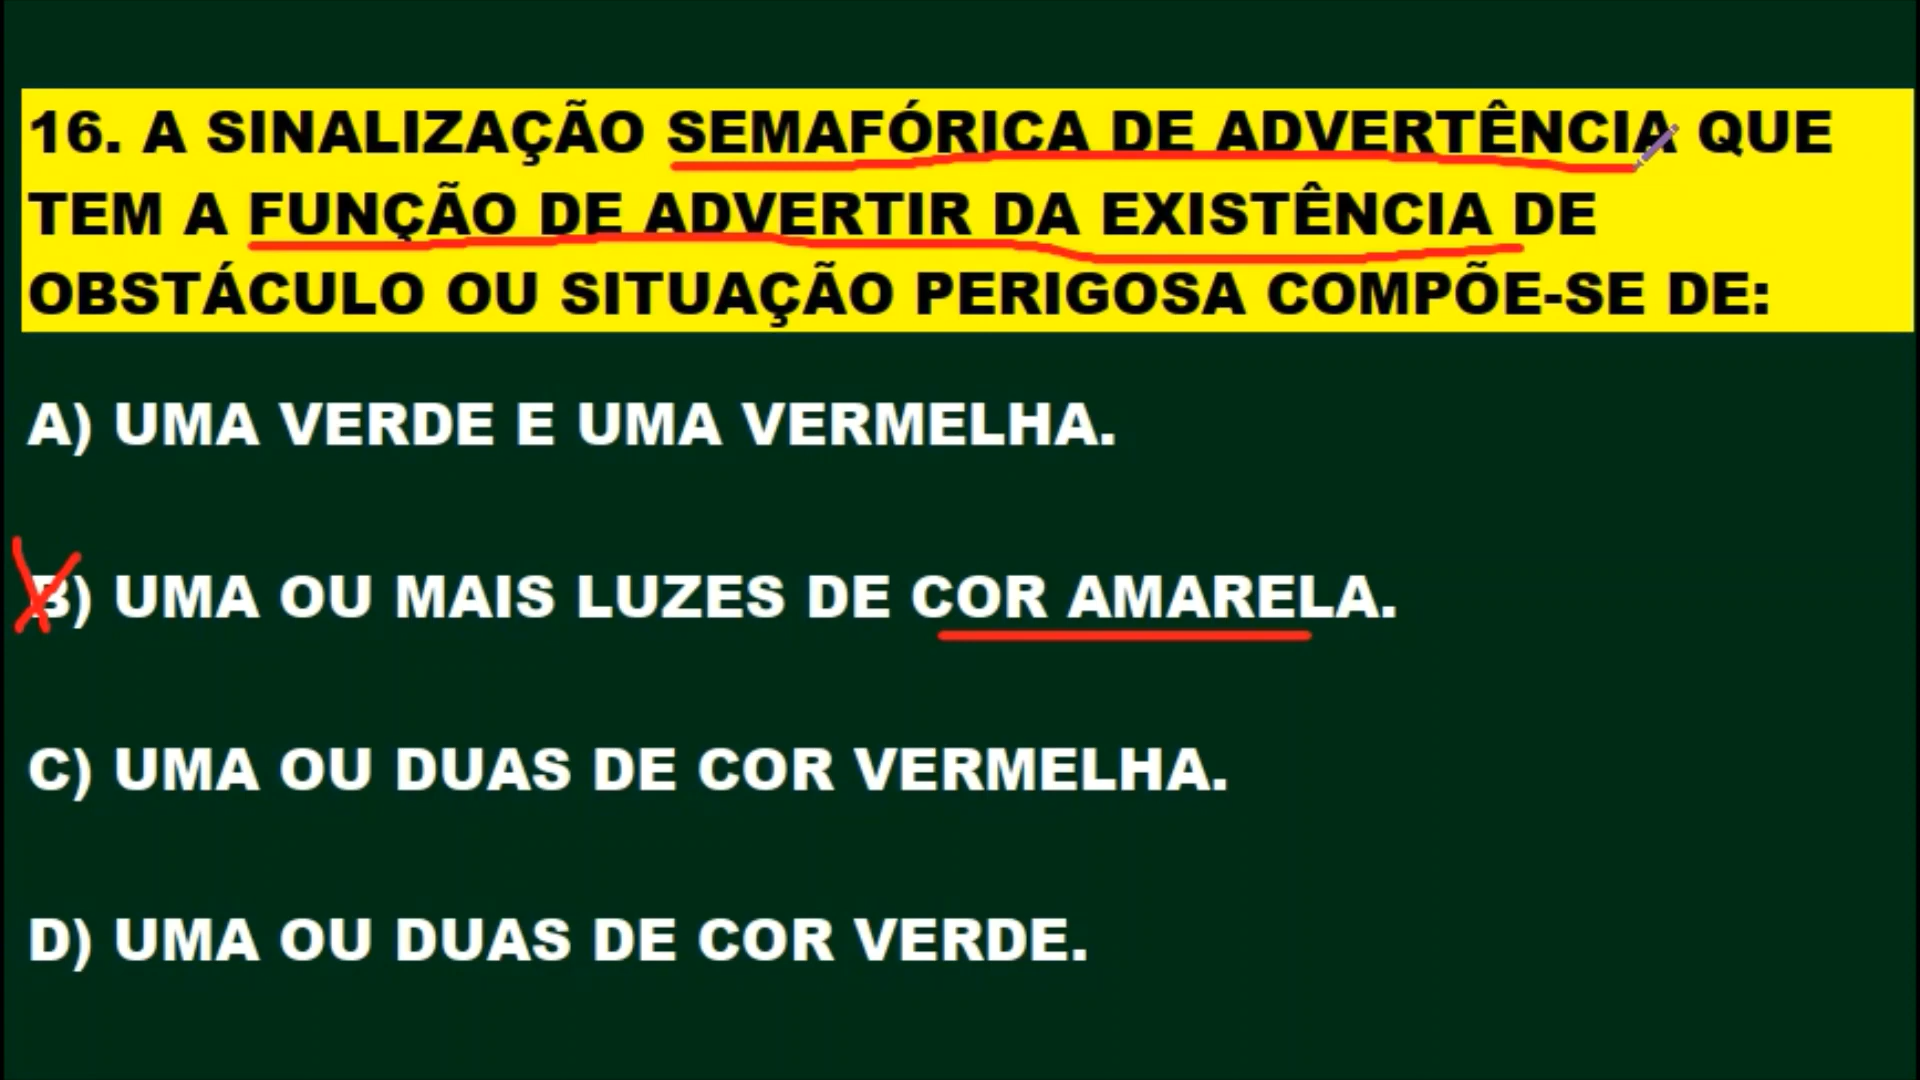 16. A SINALIZAÇÃO SEMAFÓRICA DE ADVERTÊNCIA QUE
TEM A FUNÇÃO DE ADVERTIR DA EXISTÊNCIA DE
OBSTÁCULO OU SITUAÇÃO PERIGOSA COMPÕE-SE DE:
A) UMA VERDE E UMA VERMELHA.
B) UMA OU MAIS LUZES DE COR AMARELA.
C) UMA OU DUAS DE COR VERMELHA.
D) UMA OU DUAS DE COR VERDE.